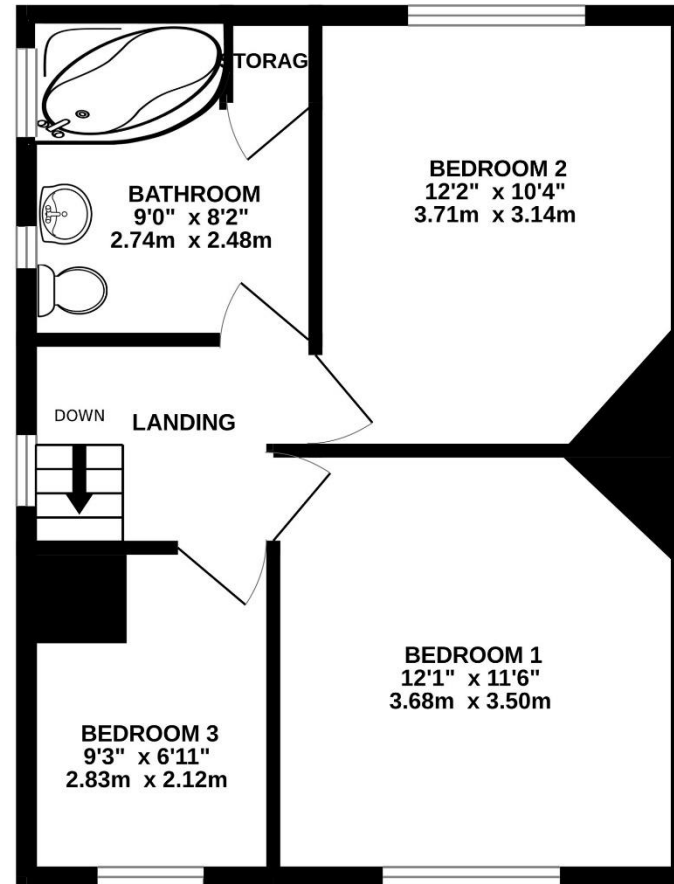 STORAG
BEDROOM 2
12'2" x 10'4"
3.71m x 3.14m
BATHROOM
9'0" x 8'2"
2.74m x 2.48m
DOWN
LANDING
BEDROOM 1
12'1" x 11'6"
3.68m x 3.50m
BEDROOM 3
9'3" x 6'11"
2.83m x 2.12m